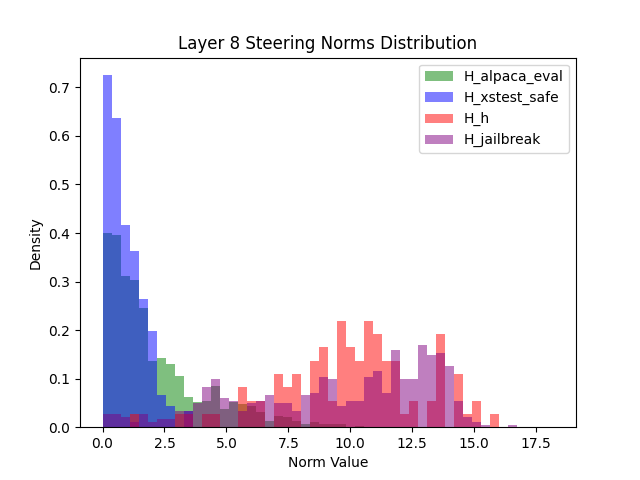 Layer 8 Steering Norms Distribution
H_alpaca_eval
H_xstest_safe
H_h
H_jailbreak
0.7
0.6
0.5
0.4
0.3
0.2
0.1
0.0
Density
0.0 2.5 5.0 7.5 10.0 12.5 15.0 17.5
Norm Value